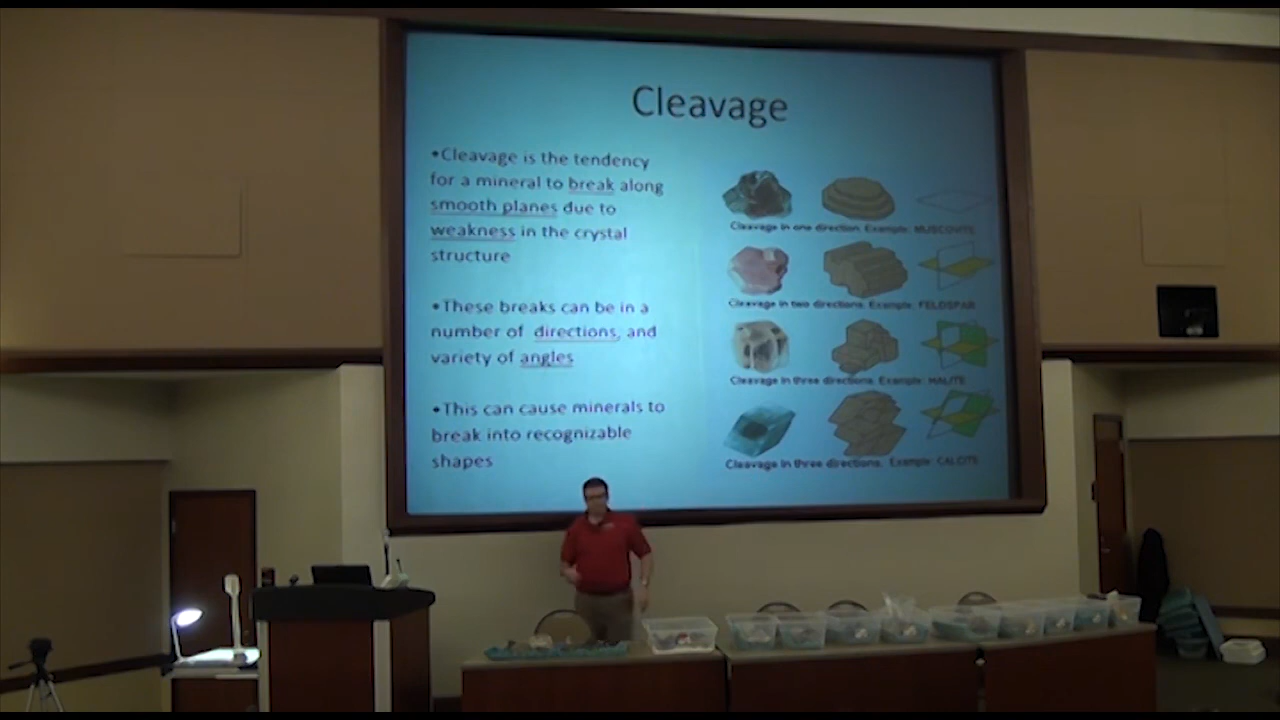 Cleavage
•Cleavage is the tendency
for a mineral to break along
smooth planes due to
weakness in the crystal
structure
•These breaks can be in a
number of directions, and
variety of angles
•This can cause minerals to
break into recognizable
shapes
Cleavage in one direction. Example: MUSCOVITE
Cleavage in two directions. Example: FELDSPAR
Cleavage in three directions. Example: HALITE
Cleavage in three directions. Example: CALCITE